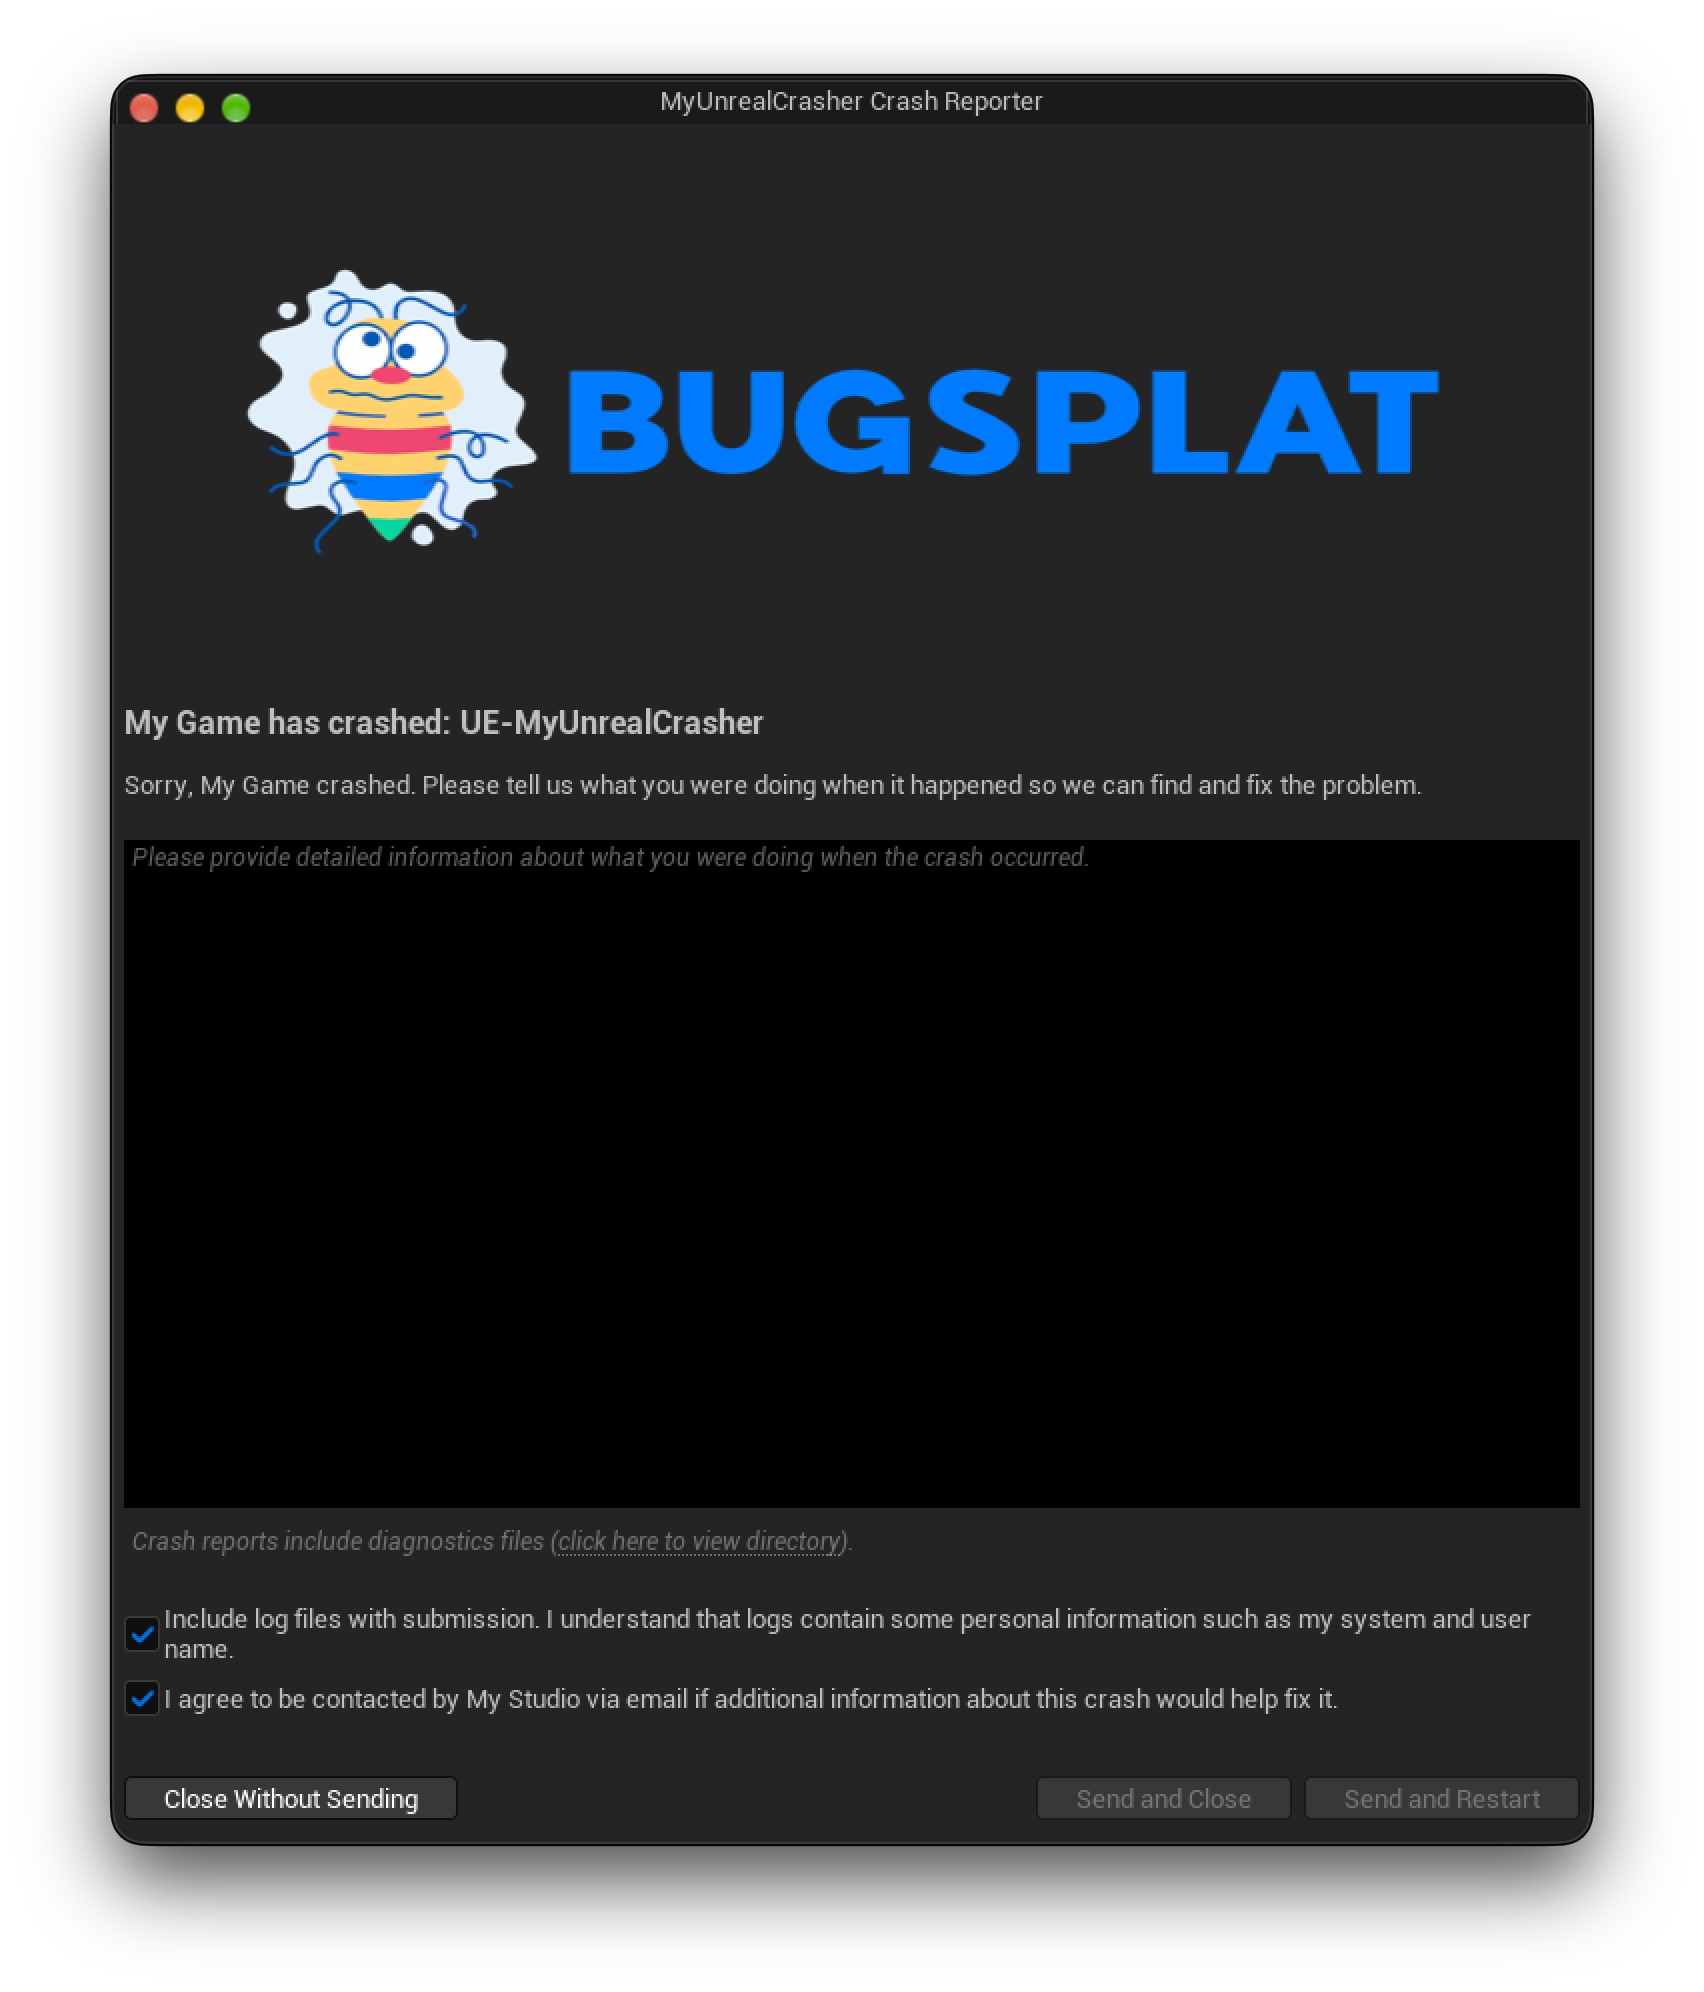 MyUnrealCrasher Crash Reporter
BUGSPLAT
My Game has crashed: UE-MyUnrealCrasher
Sorry, My Game crashed. Please tell us what you were doing when it happened so we can find and fix the problem.
Please provide detailed information about what you were doing when the crash occurred.
Crash reports include diagnostics files (click here to view directory).
Include log files with submission. I understand that logs contain some personal information such as my system and user
name.
I agree to be contacted by My Studio via email if additional information about this crash would help fix it.
Close Without Sending Send and Close Send and Restart